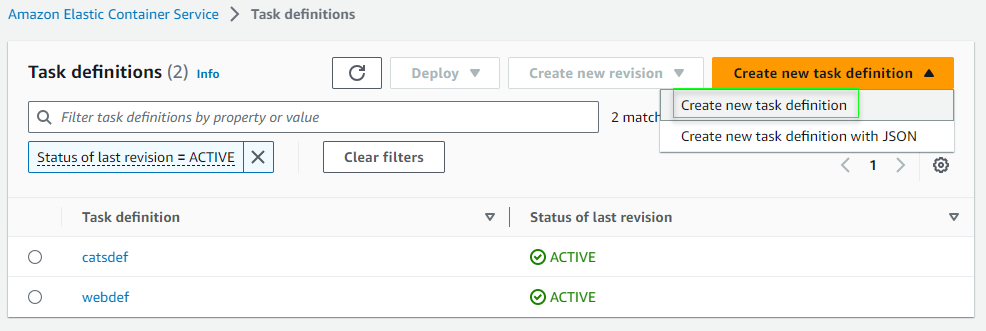 Amazon Elastic Container Service > Task definitions
Task definitions (2) Info
Deploy
Create new revision
Create new task definition
Create new task definition
Create new task definition with JSON
Filter task definitions by property or value
2 match
Status of last revision = ACTIVE
Clear filters
1
Task definition Status of last revision
catsdef ACTIVE
webdef ACTIVE